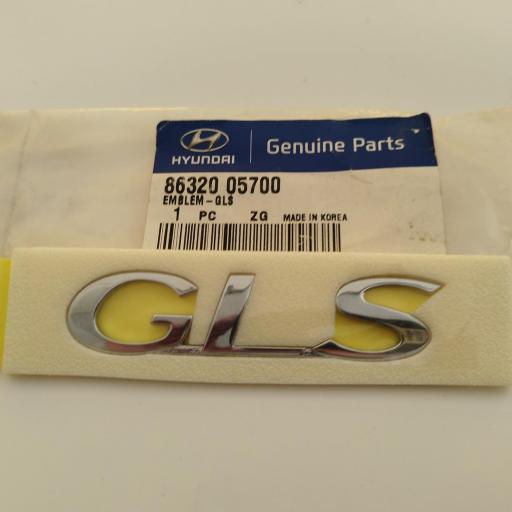 HYUNDAI
Genuine Parts
86320 05700
EMBLEM-GLS
1 PC ZG MADE IN KOREA
GLS